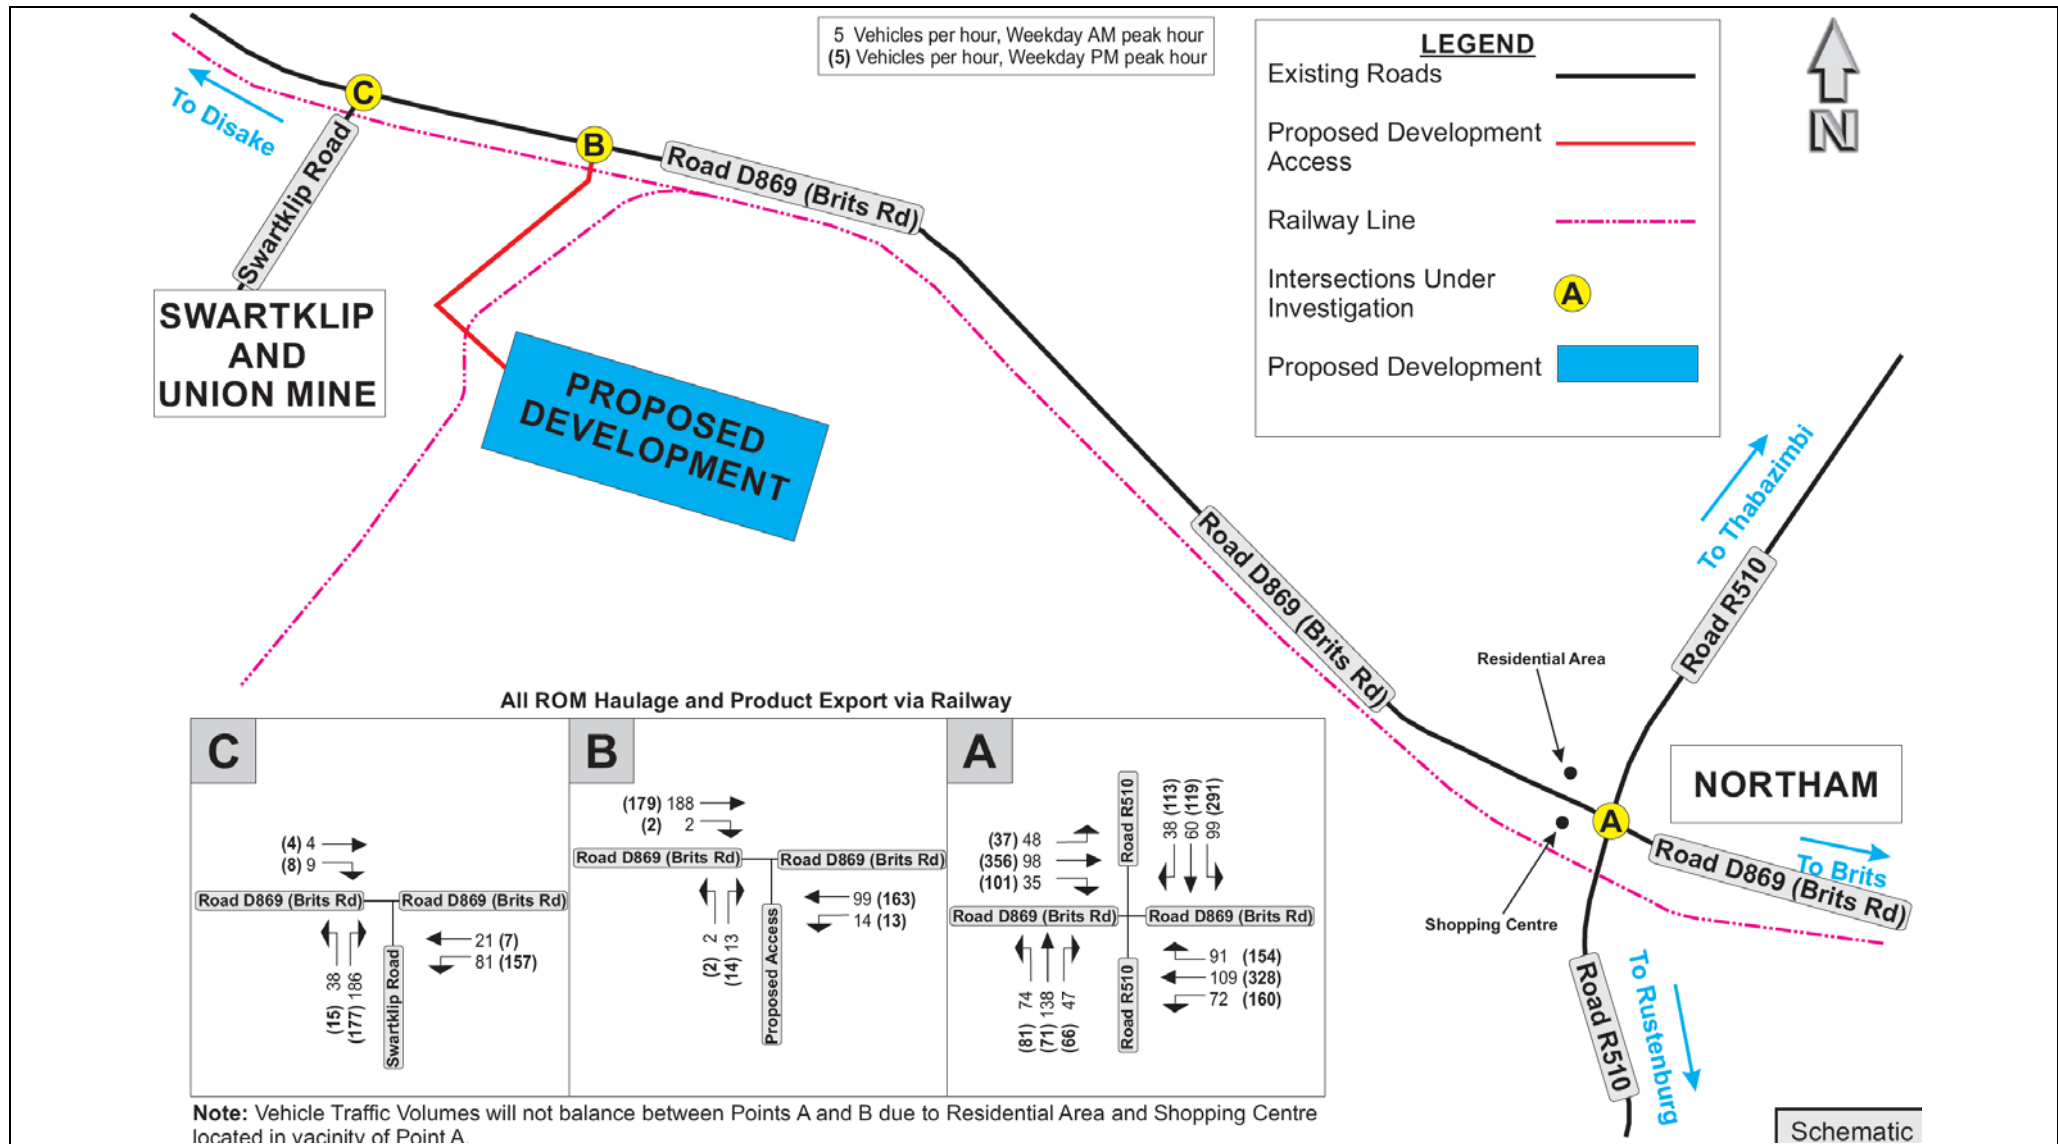 5 Vehicles per hour, Weekday AM peak hour
(5) Vehicles per hour, Weekday PM peak hour
LEGEND
Existing Roads
Proposed Development
Access
Railway Line
Intersections Under
Investigation
A
Proposed Development
N
C
To Disake
B
Road D869 (Brits Rd)
Swartklip Road
SWARTKLIP
AND
UNION MINE
PROPOSED
DEVELOPMENT
To Thabazimbi
Road D869 (Brits Rd)
Road R510
Residential Area
NORTHAM
A
Road D869 (Brits Rd)
To Brits
Shopping Centre
Road R510
To Rustenburg
All ROM Haulage and Product Export via Railway
C
(4) 4
(8) 9
Road D869 (Brits Rd)
Road D869 (Brits Rd)
21 (7)
81 (157)
(15) 38
(177) 186
Swartklip Road
B
(179) 188
(2) 2
Road D869 (Brits Rd)
Road D869 (Brits Rd)
99 (163)
14 (13)
(2) 2
(14) 13
Proposed Access
A
Road R510
38 (113)
60 (119)
99 (291)
(37) 48
(356) 98
(101) 35
Road D869 (Brits Rd)
Road D869 (Brits Rd)
91 (154)
109 (328)
72 (160)
(81) 74
(71) 138
(66) 47
Road R510
Note: Vehicle Traffic Volumes will not balance between Points A and B due to Residential Area and Shopping Centre
located in vacinity of Point A.
Schematic